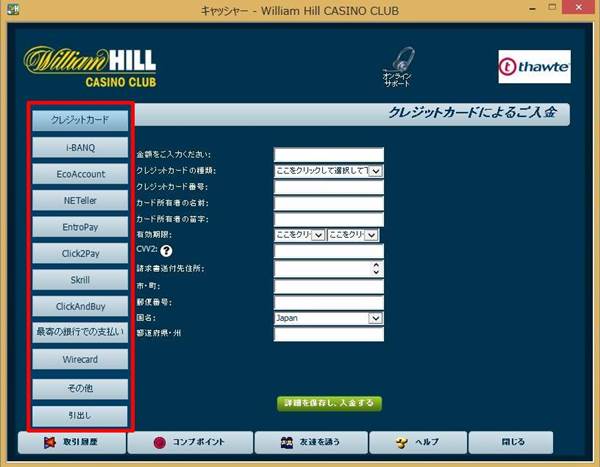 キャッシャー - William Hill CASINO CLUB
William HILL
CASINO CLUB
オンライン
サポート
thawte
クレジットカードによるご入金
クレジットカード
i-BANQ
EcoAccount
NETeller
EntroPay
Click2Pay
Skrill
ClickAndBuy
最寄の銀行での支払い
Wirecard
その他
引出し
金額をご入力ください:
クレジットカードの種類: ここをクリックして選択して下
クレジットカード番号:
カード所有者の名前:
カード所有者の苗字:
有効期限: ここをクリー ここをクリー
CVV2: ?
請求書送付先住所:
市・町:
郵便番号:
国名: Japan
都道府県・州
詳細を保存し、入金する
取引履歴 コンプポイント 友達を誘う ヘルプ 閉じる